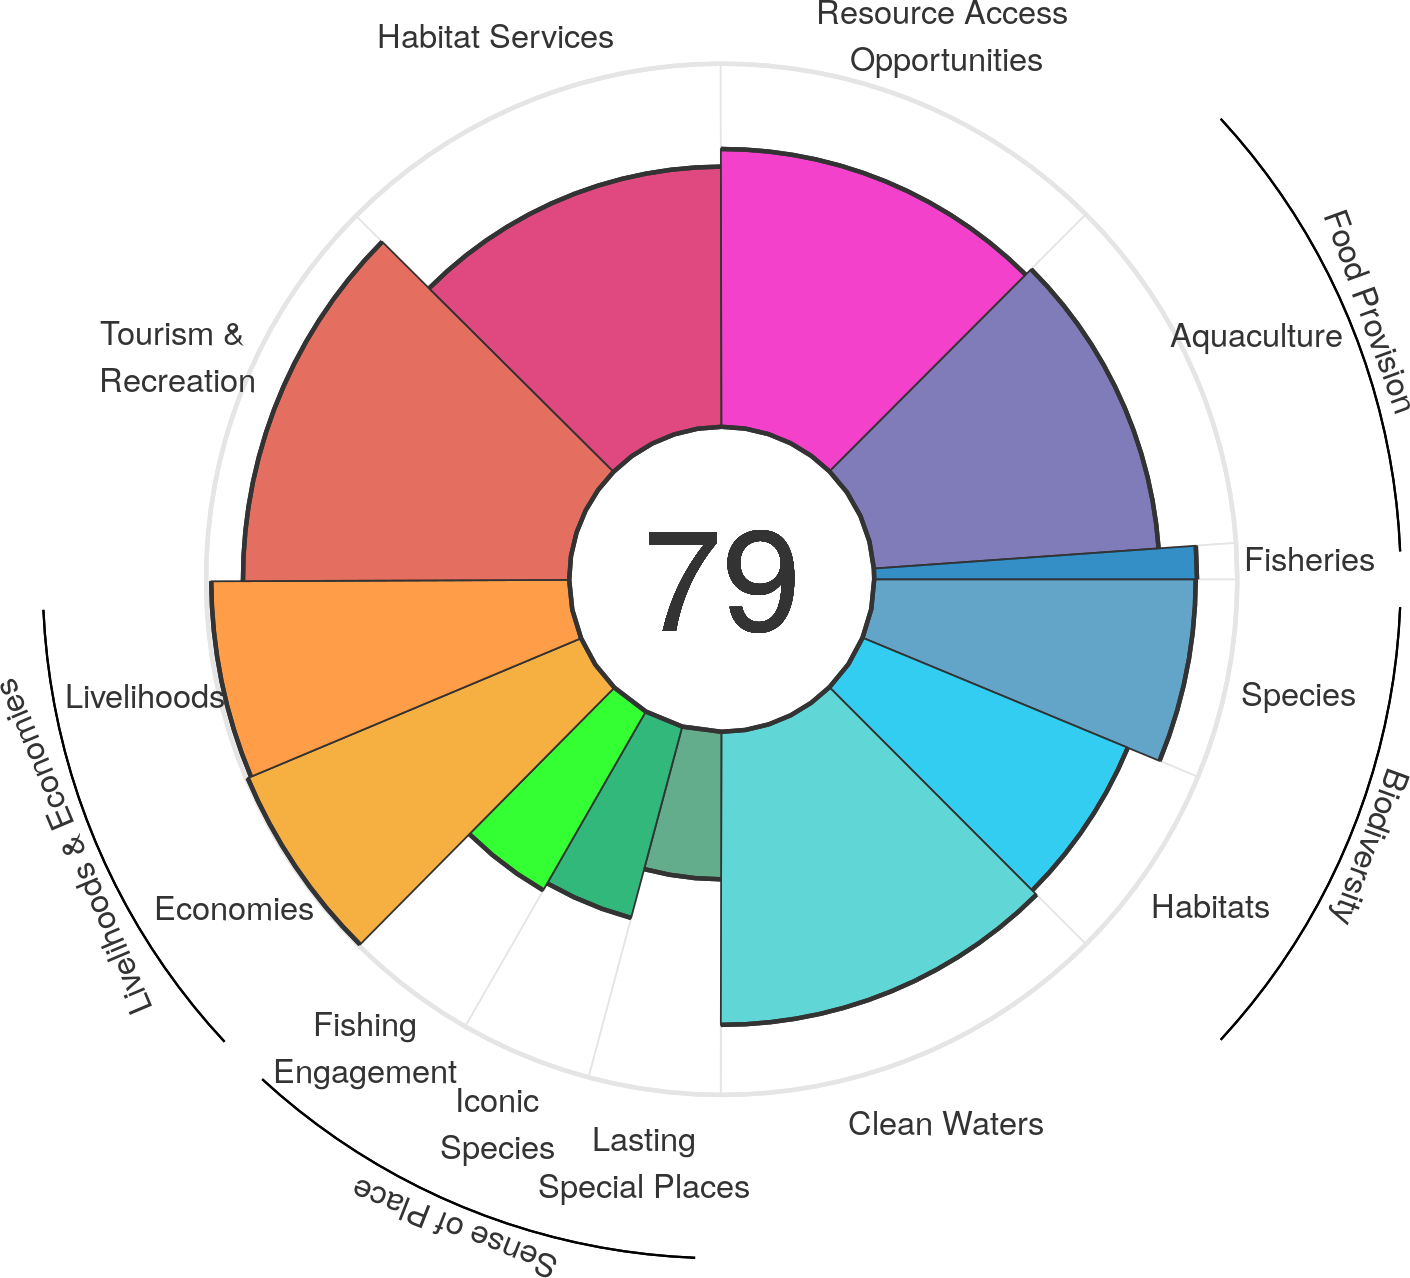 Resource Access
Opportunities
Habitat Services
Food Provision
Aquaculture
Tourism &
Recreation
79
Fisheries
Livelihoods
Species
Livelihoods & Economies
Biodiversity
Economies
Habitats
Fishing
Engagement
Iconic
Species
Lasting
Special Places
Clean Waters
Sense of Place